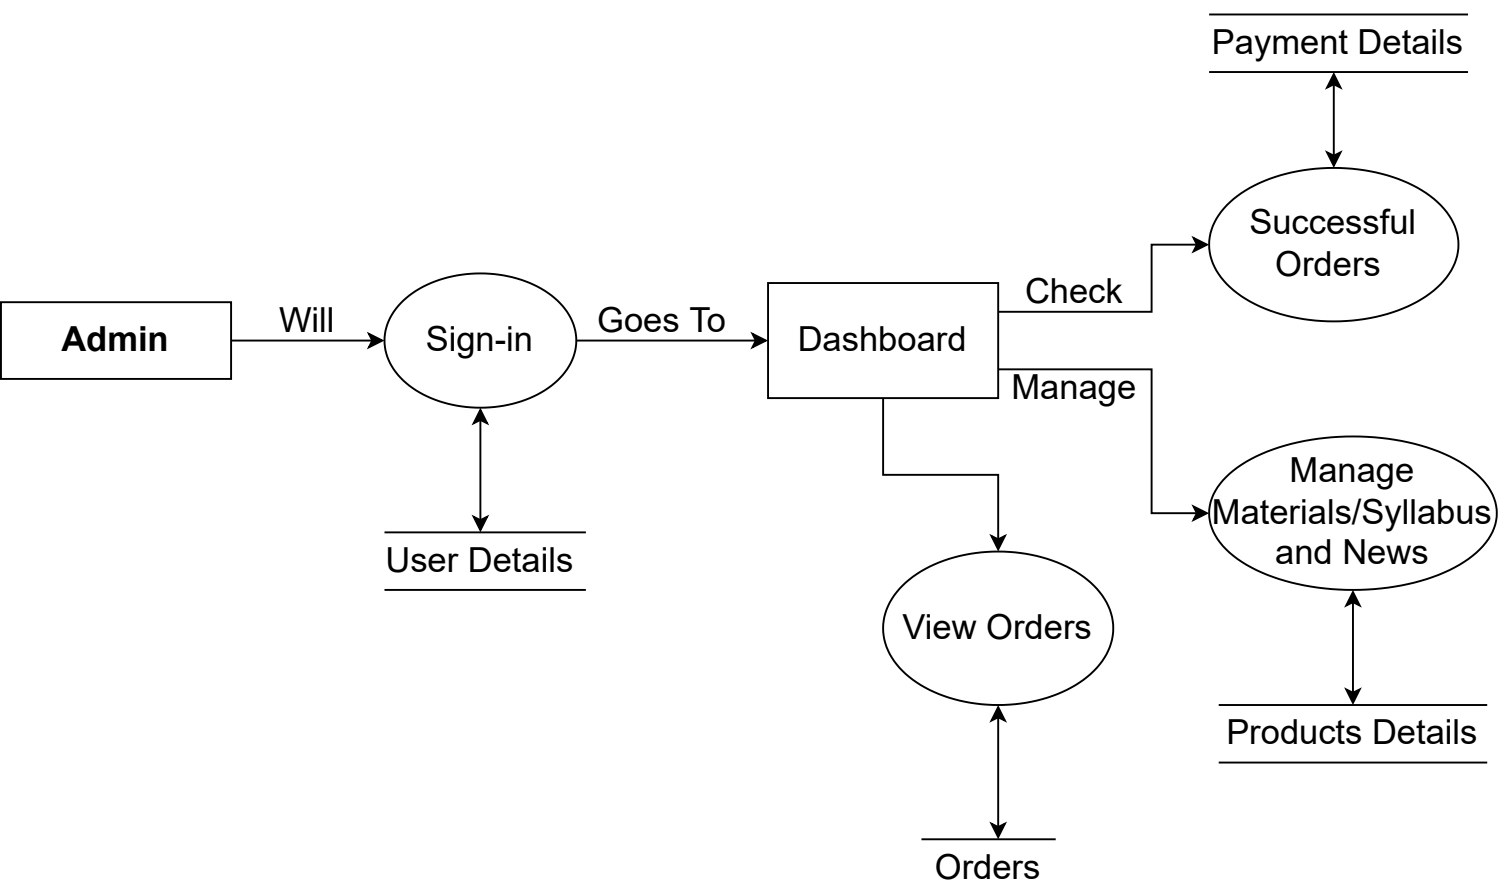 Payment Details
Successful
Orders
Check
Will
Goes To
Admin
Sign-in
Dashboard
Manage
Manage
Materials/Syllabus
and News
User Details
View Orders
Products Details
Orders